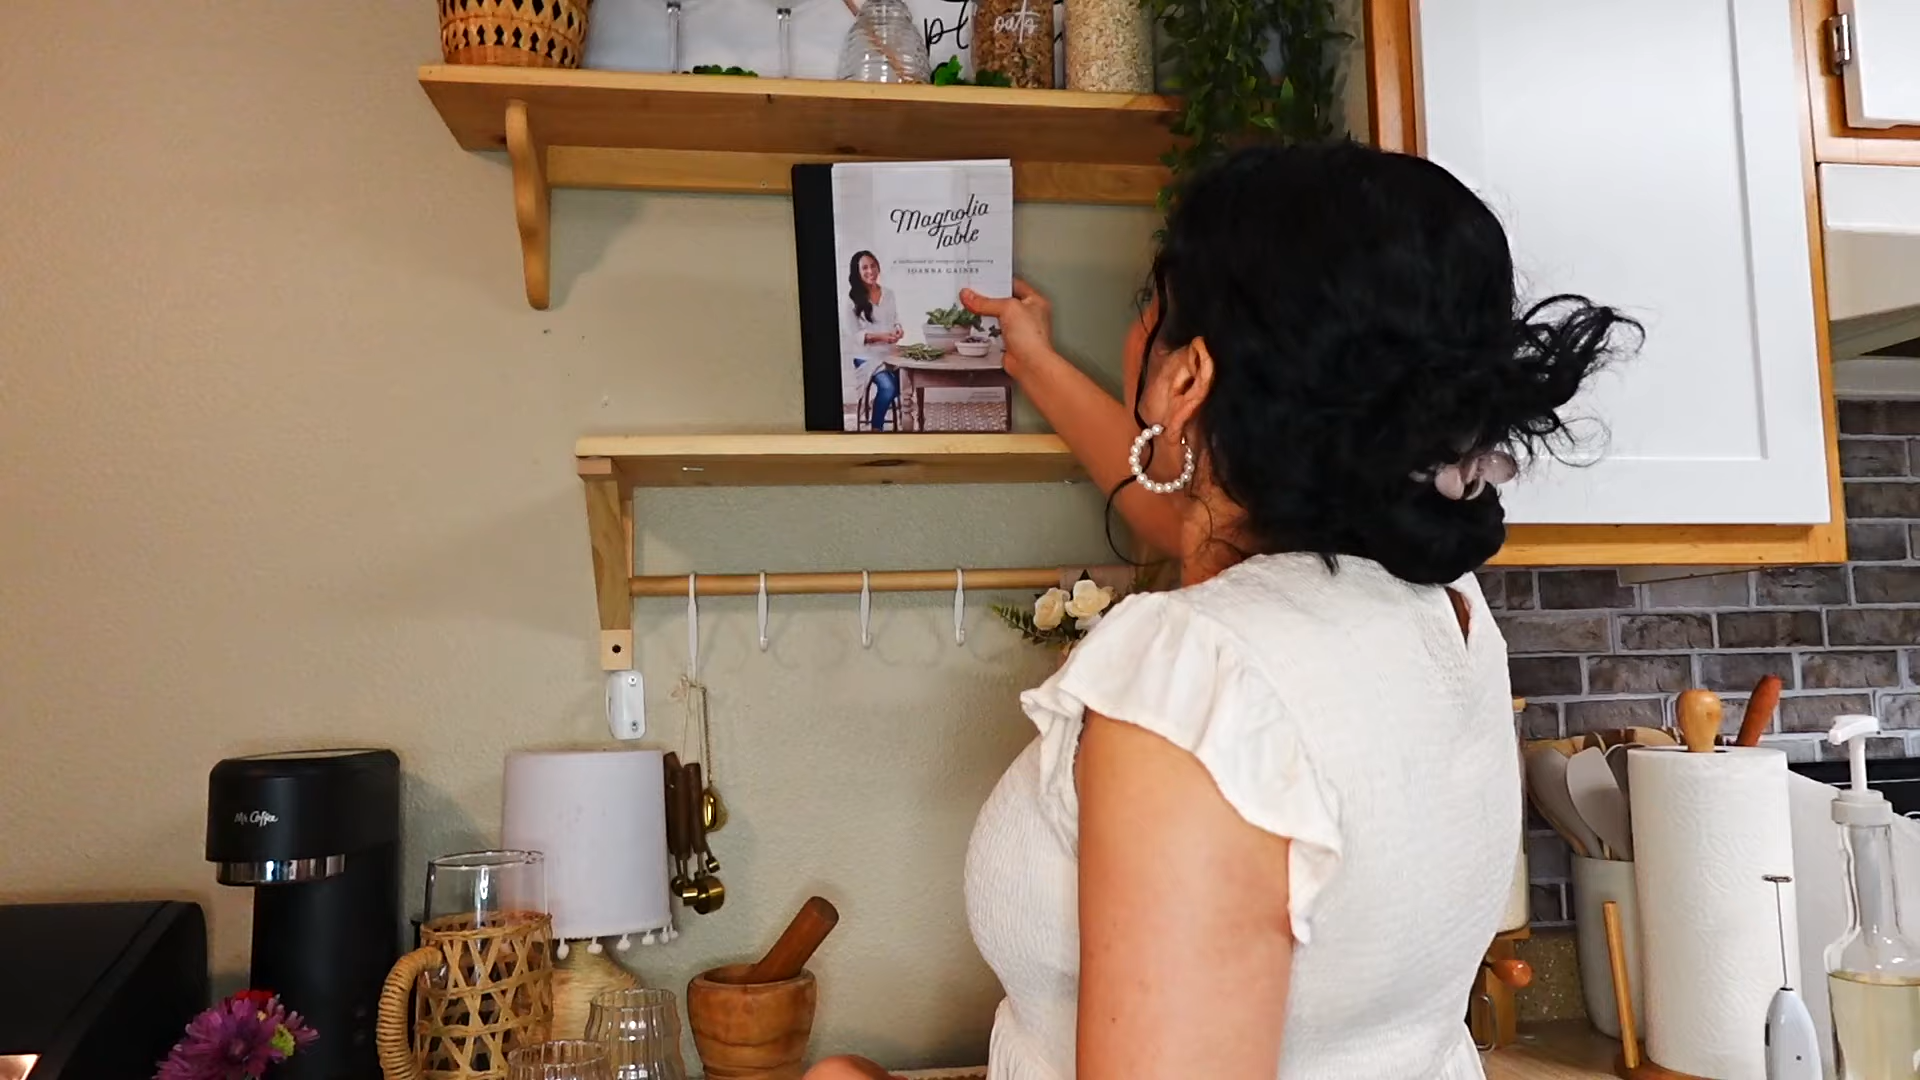 oats
Magnolia
Table
JOANNA GAINES
Mr Coffee